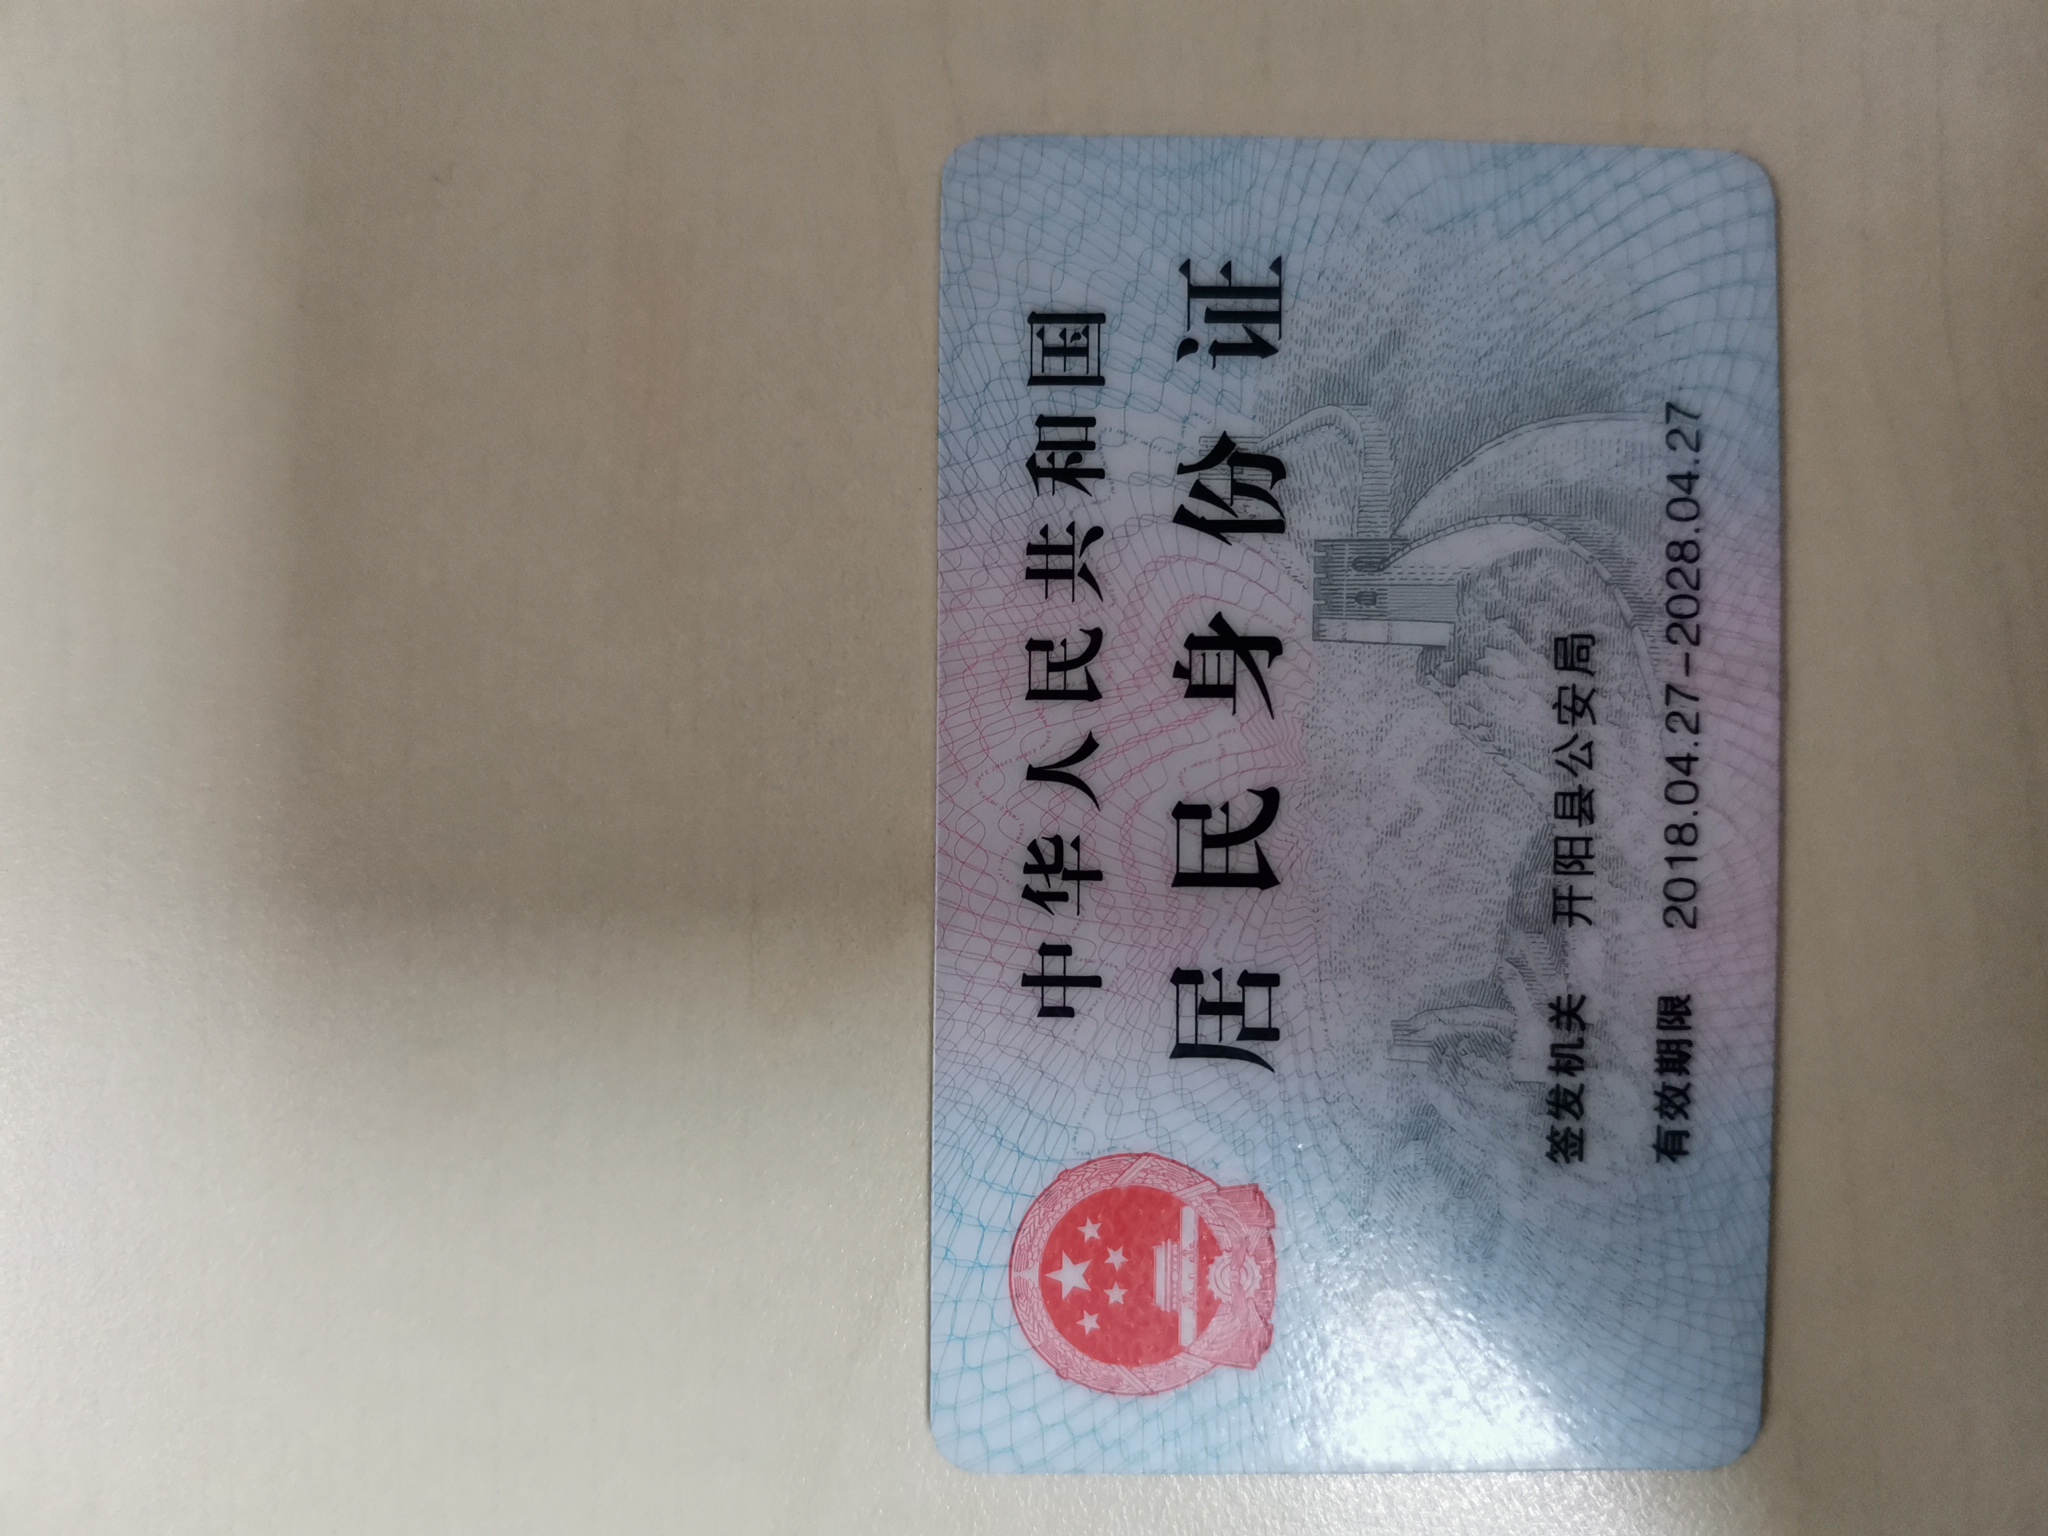 中华人民共和国
居民身份证
签发机关 开阳县公安局
有效期限 2018.04.27-2028.04.27